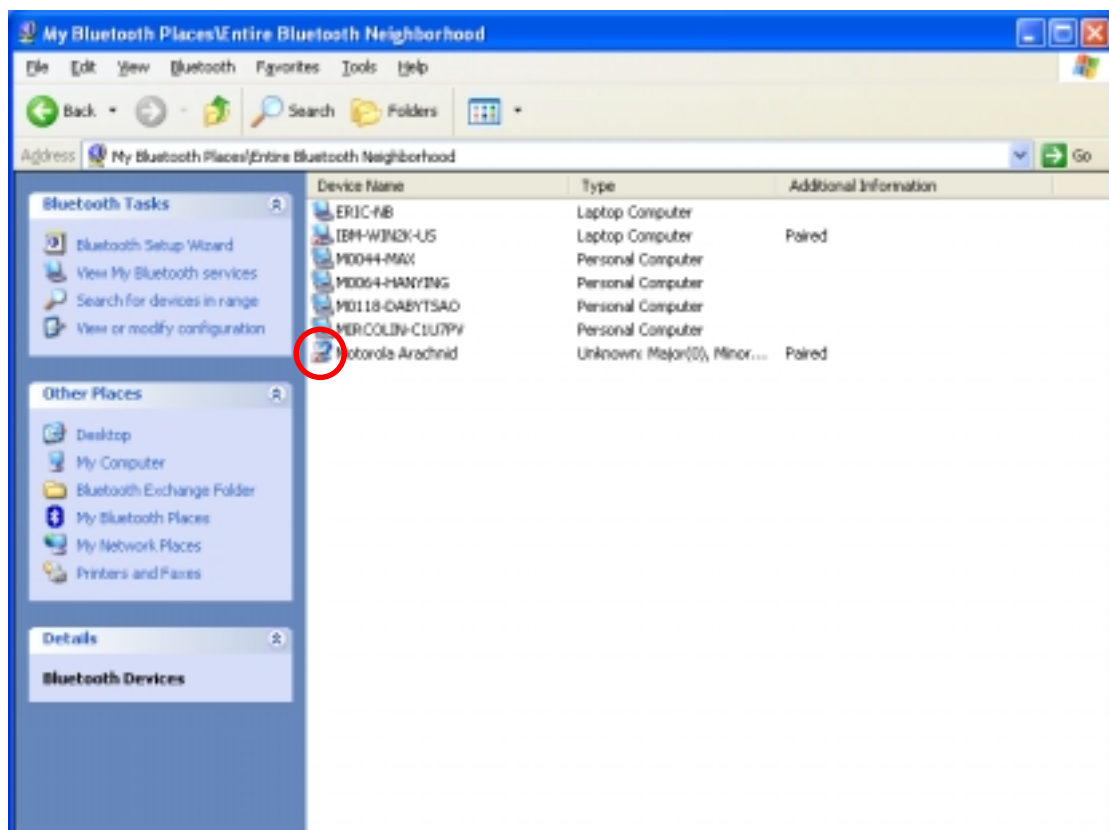 My Bluetooth Places\Entire Bluetooth Neighborhood
File Edit View Bluetooth Favorites Tools Help
Back Search Folders
Address My Bluetooth Places\Entire Bluetooth Neighborhood Go
Bluetooth Tasks
Bluetooth Setup Wizard
View My Bluetooth services
Search for devices in range
View or modify configuration
Other Places
Desktop
My Computer
Bluetooth Exchange Folder
My Bluetooth Places
My Network Places
Printers and Faxes
Details
Bluetooth Devices
Device Name Type Additional Information
ERIC-NB Laptop Computer
IBM-WIN2K-US Laptop Computer Paired
M0044-MAX Personal Computer
M0064-HANYING Personal Computer
M0118-DABYTSAO Personal Computer
MIRCOLIN-C1U7PV Personal Computer
Motorola Arachnid Unknown: Major(0), Minor... Paired